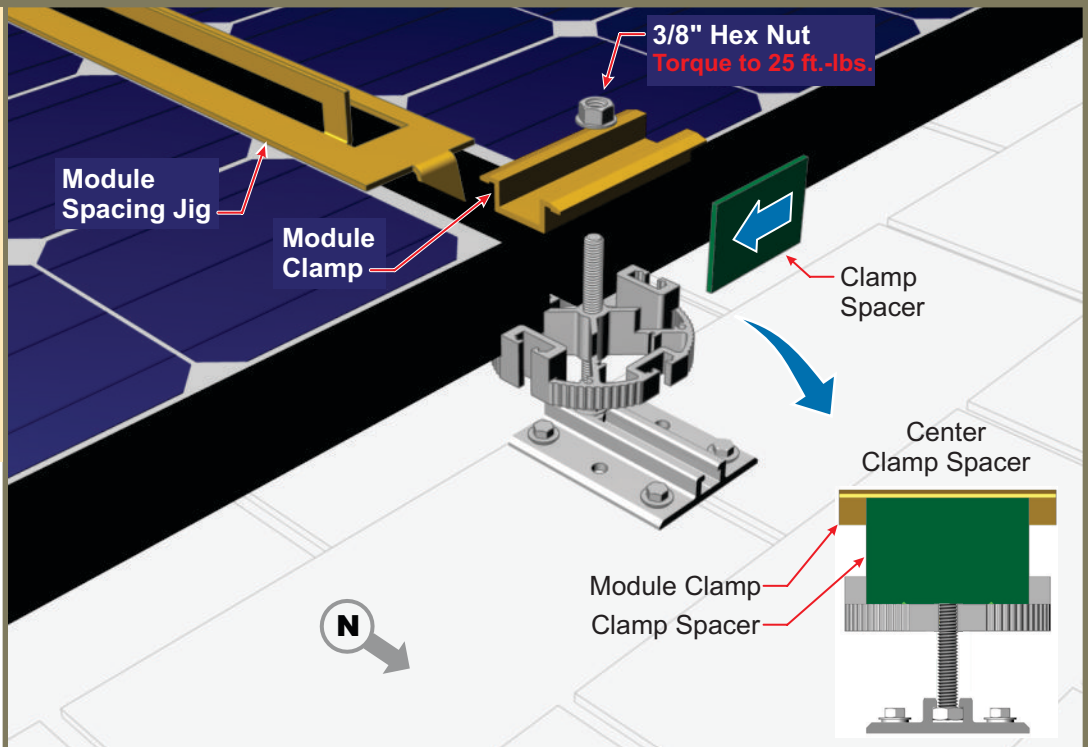 3/8" Hex Nut
Torque to 25 ft.-lbs.
Module
Spacing Jig
Module
Clamp
Clamp
Spacer
Center
Clamp Spacer
Module Clamp
Clamp Spacer
N